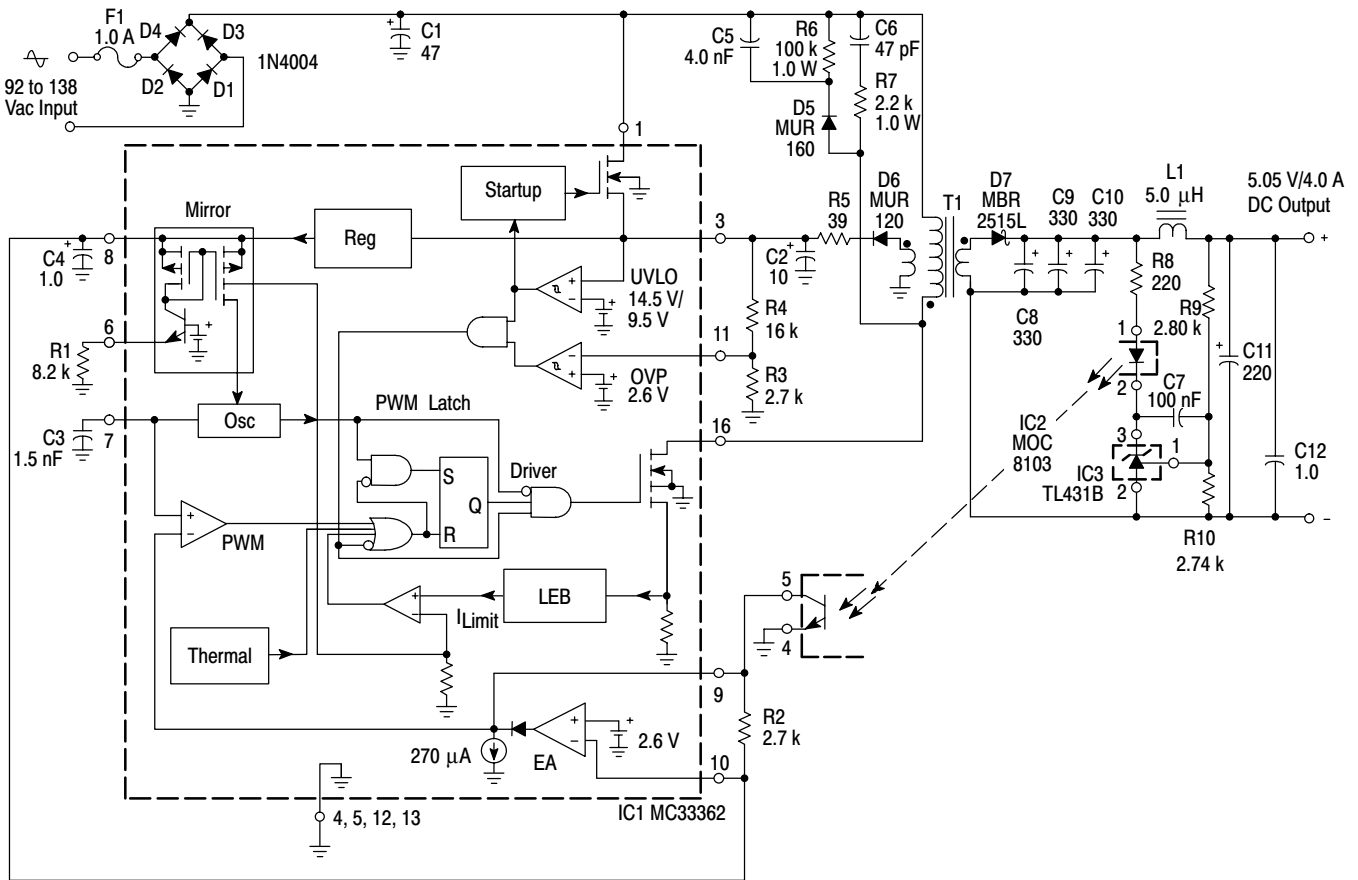 F1
1.0 A
D4
D3
D2
D1
1N4004
92 to 138
Vac Input
+
C1
47
C5
4.0 nF
R6
100 k
1.0 W
C6
47 pF
R7
2.2 k
1.0 W
D5
MUR
160
1
Startup
Mirror
Reg
8
+
C4
1.0
3
+
C2
10
R5
39
D6
MUR
120
T1
D7
MBR
2515L
C9
330
C10
330
L1
5.0 μH
5.05 V/4.0 A
DC Output
+
+
+
+
C8
330
R8
220
R9
2.80 k
+
C11
220
C12
1.0
–
+
–
+
UVLO
14.5 V/
9.5 V
R4
16 k
11
–
+
+
OVP
2.6 V
R3
2.7 k
6
R1
8.2 k
+
Osc
7
C3
1.5 nF
PWM Latch
S
R
Q
Driver
16
+
–
PWM
1
2
IC2
MOC
8103
C7
100 nF
3
1
2
IC3
TL431B
R10
2.74 k
+
–
ILimit
LEB
Thermal
5
4
9
R2
2.7 k
270 μA
+
–
EA
+
2.6 V
10
4, 5, 12, 13
IC1 MC33362